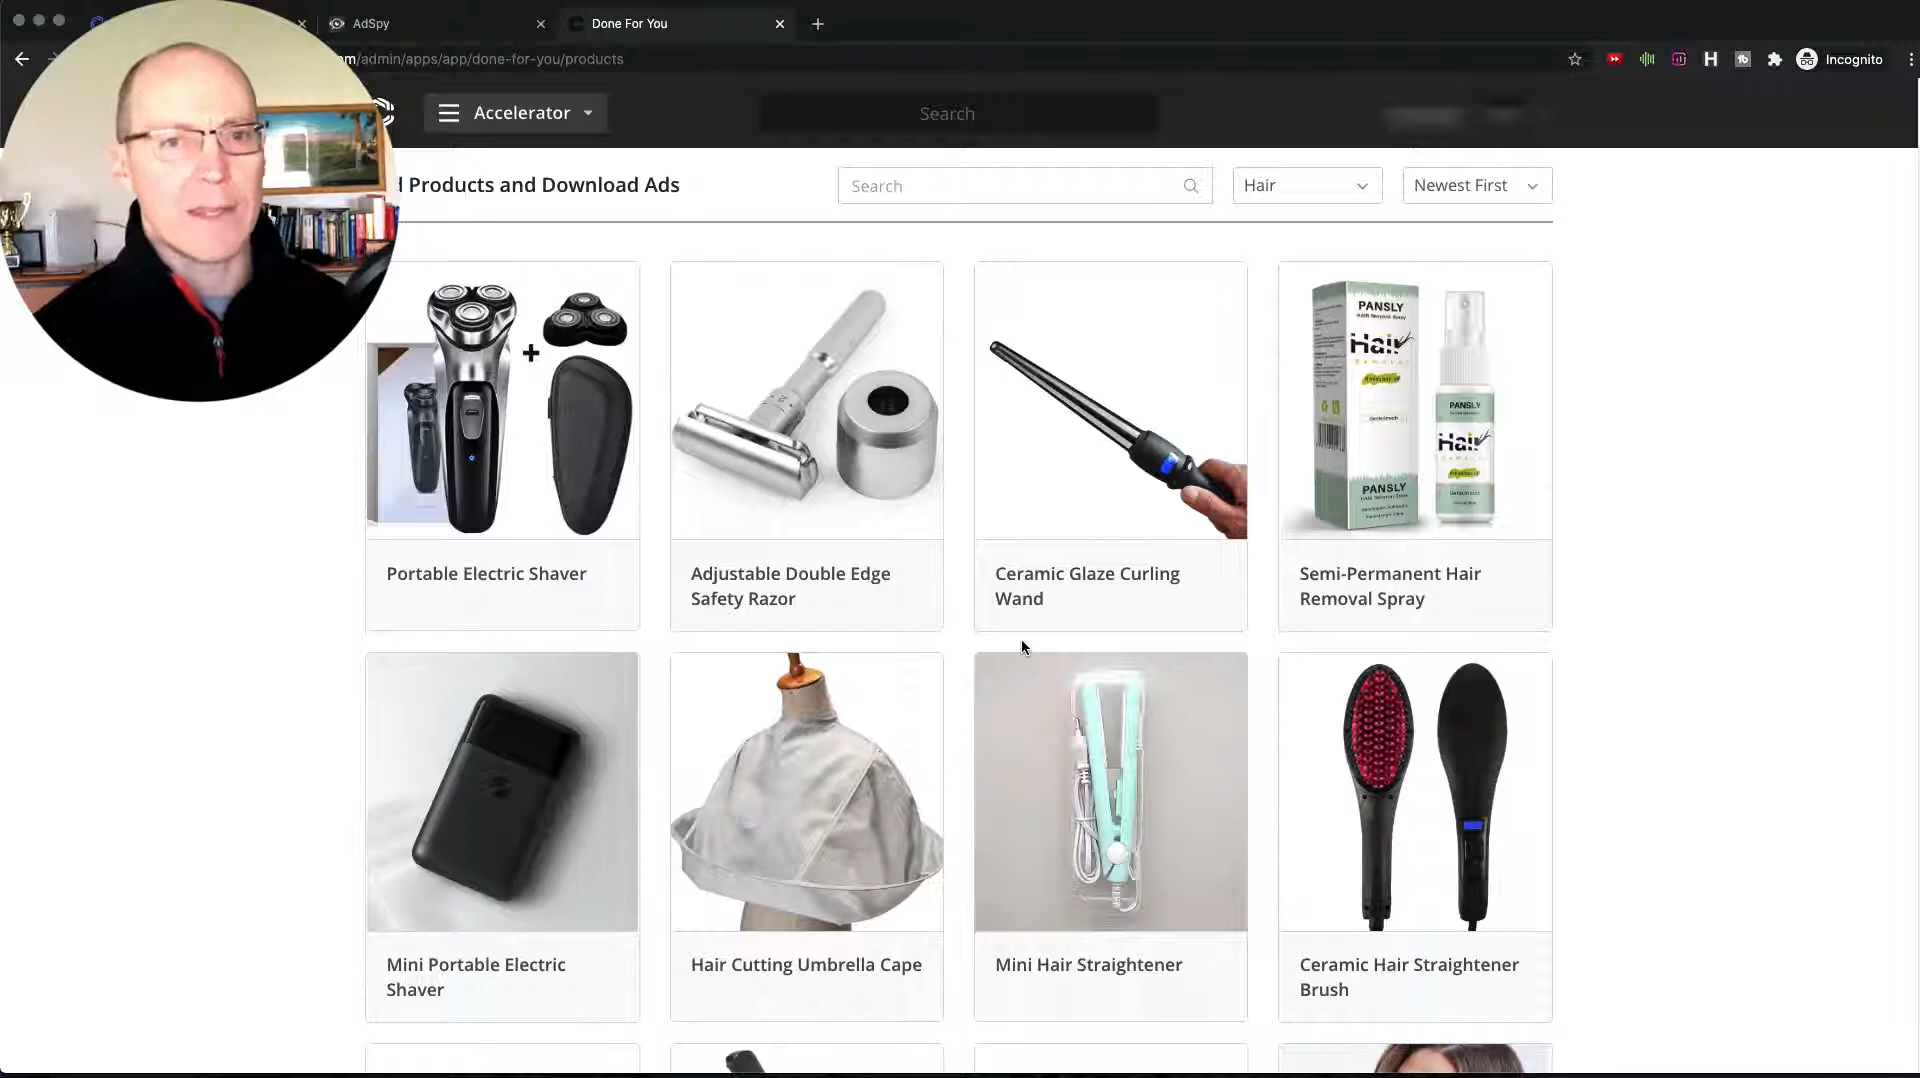 AdSpy
Done For You
m/admin/apps/app/done-for-you/products
Incognito
Accelerator
Search
d Products and Download Ads
Search
Hair
Newest First
PANSLY
Hair Removal Spray
Hair
PANSLY
PANSLY
Hair
Portable Electric Shaver
Adjustable Double Edge
Safety Razor
Ceramic Glaze Curling
Wand
Semi-Permanent Hair
Removal Spray
Mini Portable Electric
Shaver
Hair Cutting Umbrella Cape
Mini Hair Straightener
Ceramic Hair Straightener
Brush